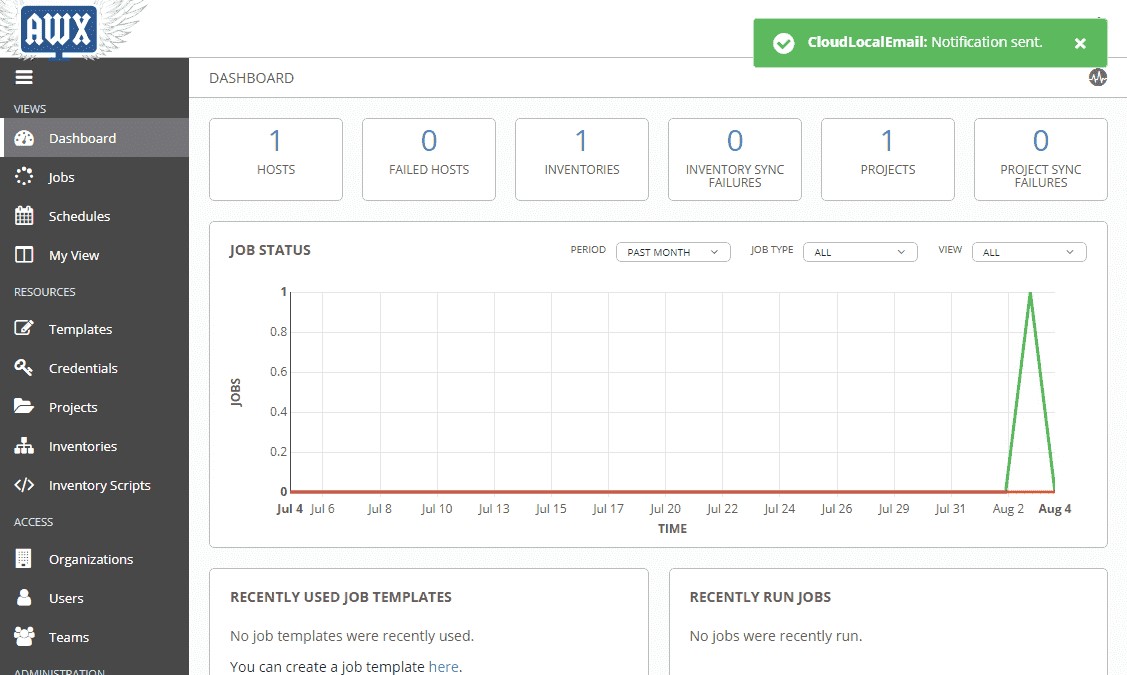 AWX
CloudLocalEmail: Notification sent.
VIEWS
Dashboard
Jobs
Schedules
My View
RESOURCES
Templates
Credentials
Projects
Inventories
Inventory Scripts
ACCESS
Organizations
Users
Teams
ADMINISTRATION
DASHBOARD
1
HOSTS
0
FAILED HOSTS
1
INVENTORIES
0
INVENTORY SYNC
FAILURES
1
PROJECTS
0
PROJECT SYNC
FAILURES
JOB STATUS
PERIOD PAST MONTH JOB TYPE ALL VIEW ALL
1
0.8
0.6
0.4
0.2
0
JOBS
Jul 4 Jul 6 Jul 8 Jul 10 Jul 13 Jul 15 Jul 17 Jul 20 Jul 22 Jul 24 Jul 26 Jul 29 Jul 31 Aug 2 Aug 4
TIME
RECENTLY USED JOB TEMPLATES
No job templates were recently used.
You can create a job template here.
RECENTLY RUN JOBS
No jobs were recently run.